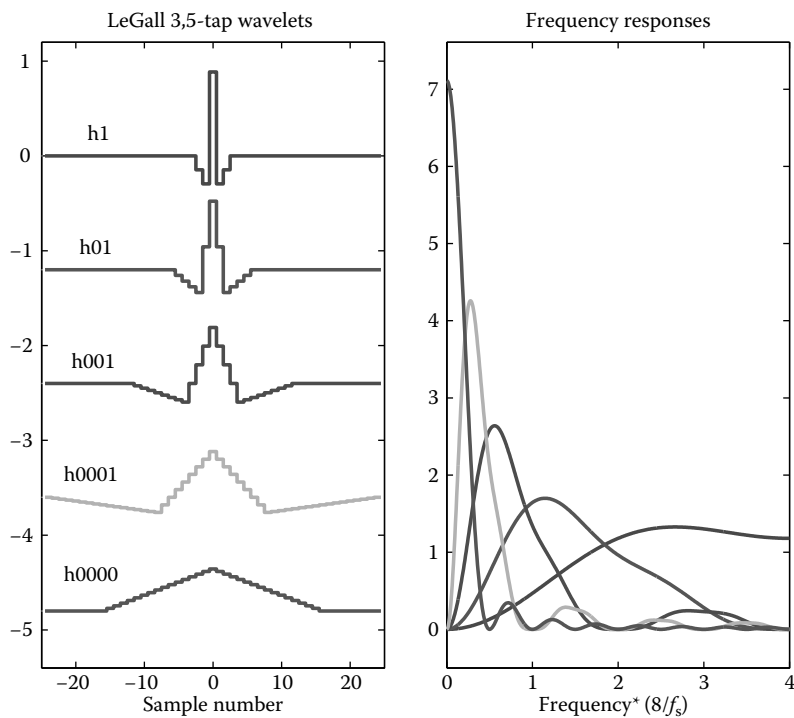 LeGall 3,5-tap wavelets
1
0
−1
−2
−3
−4
−5
h1
h01
h001
h0001
h0000
−20 −10 0 10 20
Sample number
Frequency responses
7
6
5
4
3
2
1
0
0 1 2 3 4
Frequency* (8/fs)